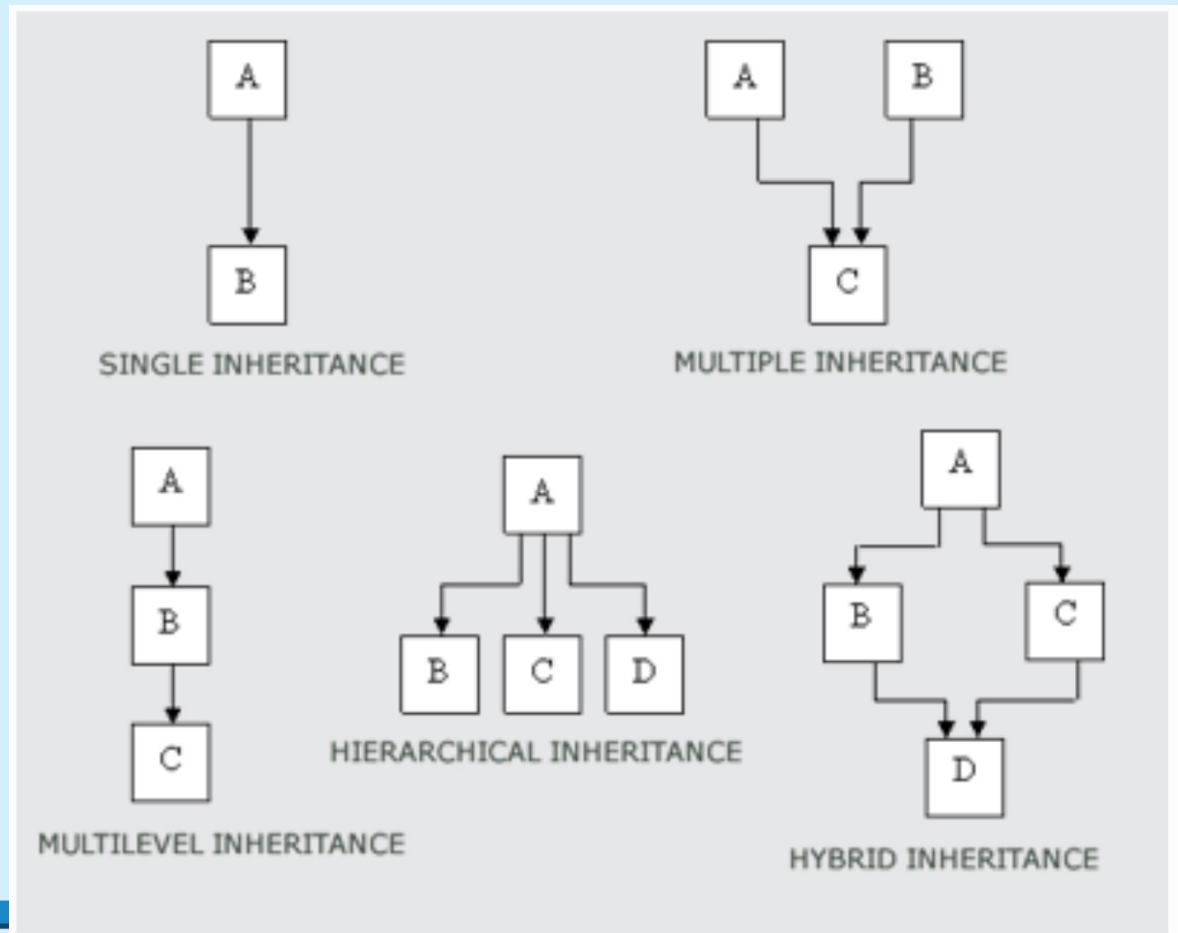 A
A B
B
C
SINGLE INHERITANCE
MULTIPLE INHERITANCE
A
B
C
MULTILEVEL INHERITANCE
A
B C D
HIERARCHICAL INHERITANCE
A
B C
D
HYBRID INHERITANCE